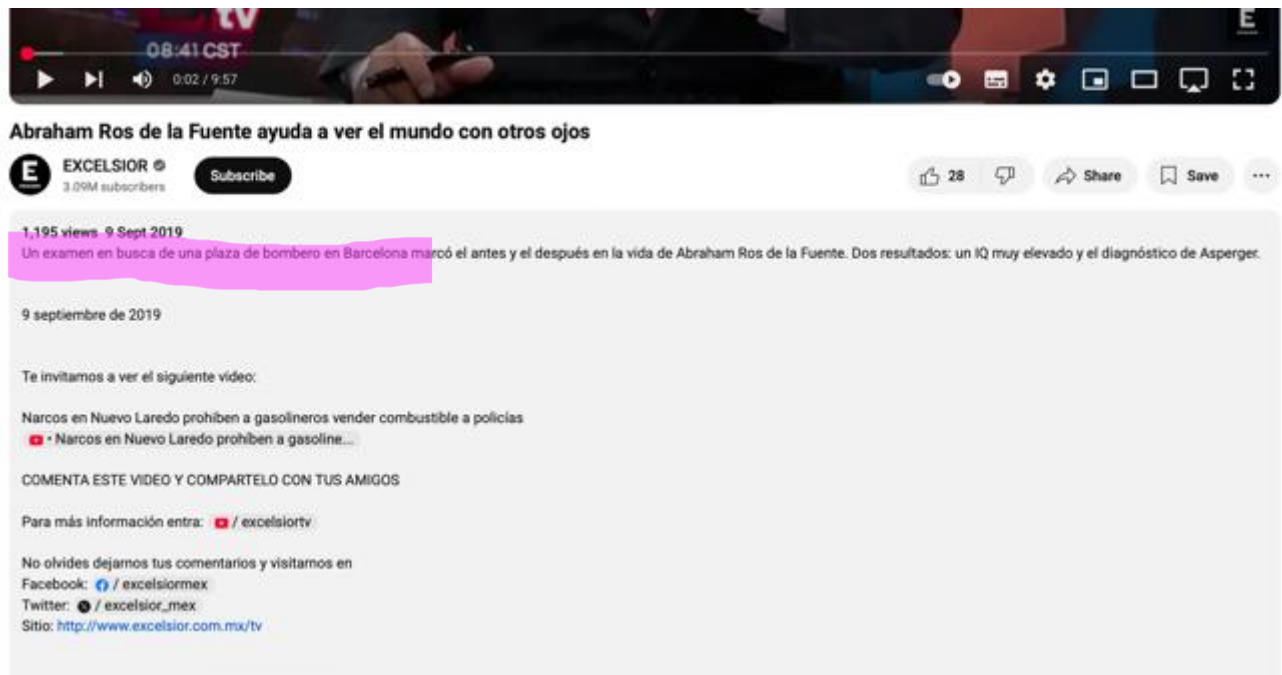 tv
E
08:41 CST
0:02 / 9:57
Abraham Ros de la Fuente ayuda a ver el mundo con otros ojos
E
EXCELSIOR
3.09M subscribers
Subscribe
28
Share
Save
...
1,195 views 9 Sept 2019
Un examen en busca de una plaza de bombero en Barcelona marcó el antes y el después en la vida de Abraham Ros de la Fuente. Dos resultados: un IQ muy elevado y el diagnóstico de Asperger.
9 septiembre de 2019
Te invitamos a ver el siguiente video:
Narcos en Nuevo Laredo prohíben a gasolineros vender combustible a policías
• Narcos en Nuevo Laredo prohíben a gasoline...
COMENTA ESTE VIDEO Y COMPARTELO CON TUS AMIGOS
Para más información entra: / excelsiortv
No olvides dejarnos tus comentarios y visitarnos en
Facebook: / excelsiormex
Twitter: / excelsior_mex
Sitio: http://www.excelsior.com.mx/tv